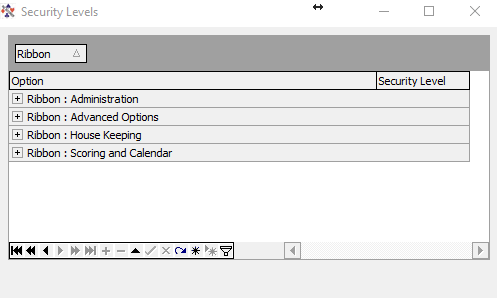 Security Levels
Ribbon
Option Security Level
Ribbon : Administration
Ribbon : Advanced Options
Ribbon : House Keeping
Ribbon : Scoring and Calendar